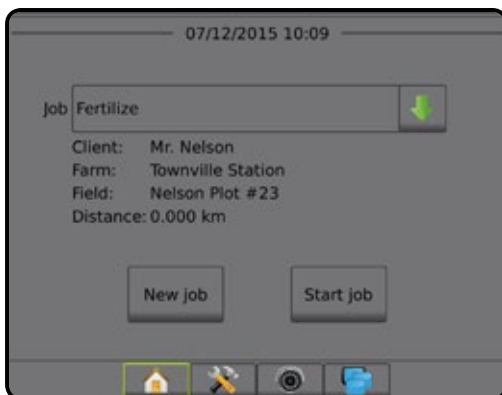 07/12/2015 10:09
Job Fertilize
Client: Mr. Nelson
Farm: Townville Station
Field: Nelson Plot #23
Distance: 0.000 km
New job Start job